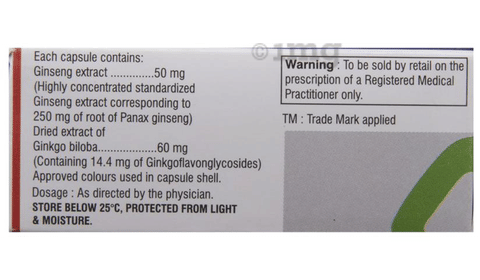 ©1mg
Each capsule contains:
Ginseng extract ..............50 mg
(Highly concentrated standardized
Ginseng extract corresponding to
250 mg of root of Panax ginseng)
Dried extract of
Ginkgo biloba....................60 mg
(Containing 14.4 mg of Ginkgoflavonglycosides)
Approved colours used in capsule shell.
Dosage : As directed by the physician.
STORE BELOW 25°C, PROTECTED FROM LIGHT
& MOISTURE.
Warning : To be sold by retail on the
prescription of a Registered Medical
Practitioner only.
TM : Trade Mark applied